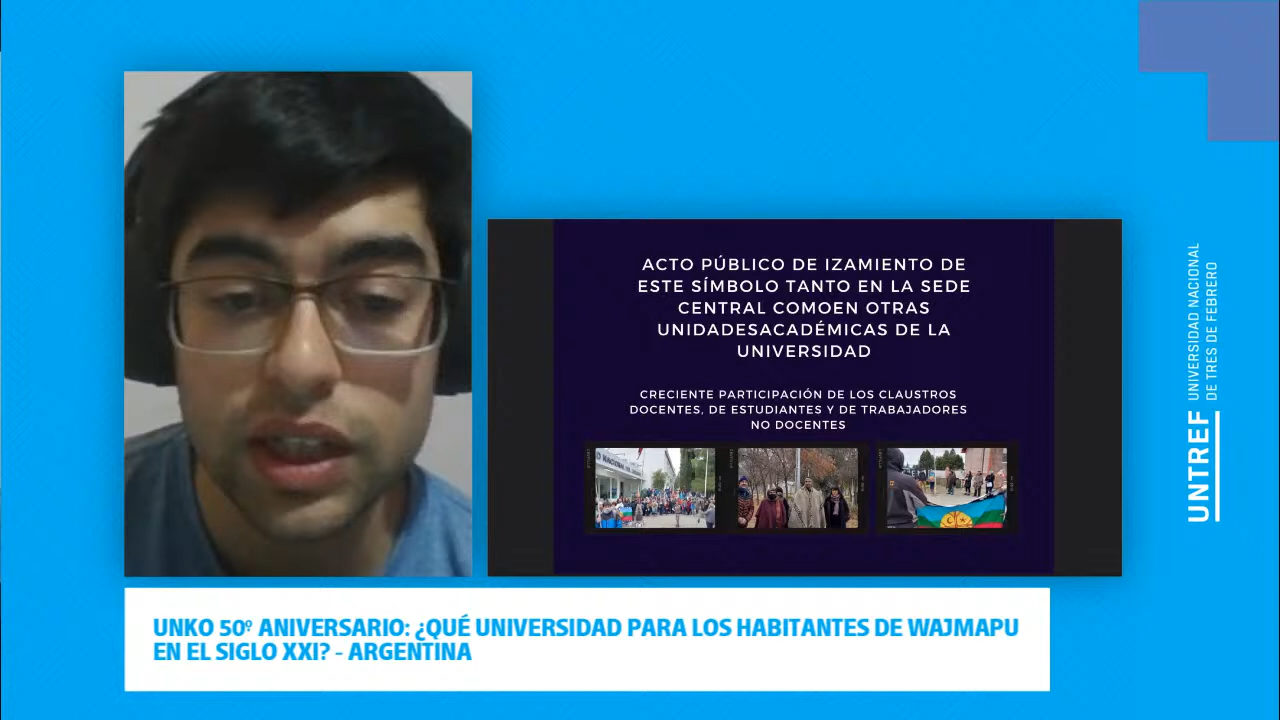 ACTO PÚBLICO DE IZAMIENTO DE
ESTE SÍMBOLO TANTO EN LA SEDE
CENTRAL COMOEN OTRAS
UNIDADESACADÉMICAS DE LA
UNIVERSIDAD
CRECIENTE PARTICIPACIÓN DE LOS CLAUSTROS
DOCENTES, DE ESTUDIANTES Y DE TRABAJADORES
NO DOCENTES
UNKO 50º ANIVERSARIO: ¿QUÉ UNIVERSIDAD PARA LOS HABITANTES DE WAJMAPU
EN EL SIGLO XXI? - ARGENTINA
UNTREF
UNIVERSIDAD NACIONAL
DE TRES DE FEBRERO